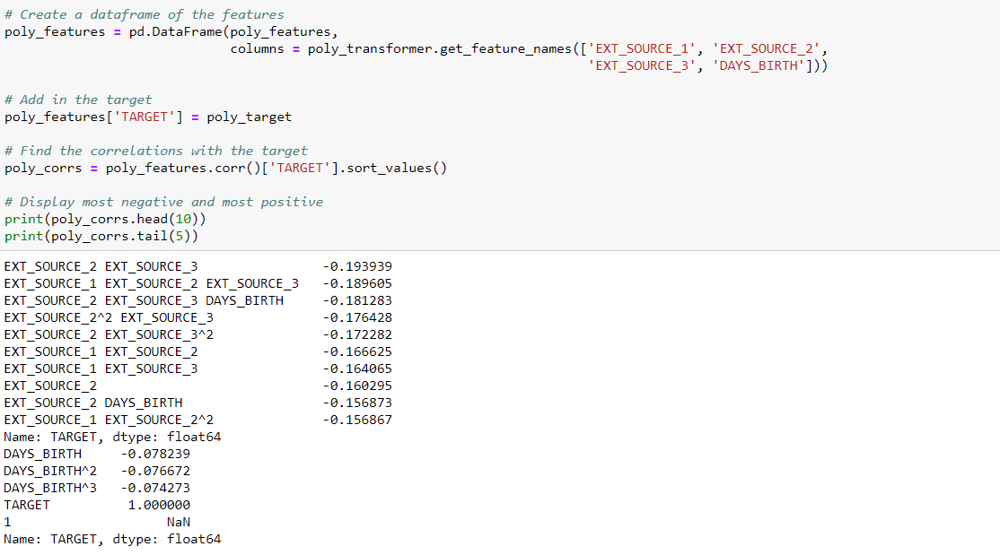 # Create a dataframe of the features
poly_features = pd.DataFrame(poly_features,
                             columns = poly_transformer.get_feature_names(['EXT_SOURCE_1', 'EXT_SOURCE_2',
                                                                           'EXT_SOURCE_3', 'DAYS_BIRTH']))

# Add in the target
poly_features['TARGET'] = poly_target

# Find the correlations with the target
poly_corrs = poly_features.corr()['TARGET'].sort_values()

# Display most negative and most positive
print(poly_corrs.head(10))
print(poly_corrs.tail(5))
EXT_SOURCE_2 EXT_SOURCE_3                -0.193939
EXT_SOURCE_1 EXT_SOURCE_2 EXT_SOURCE_3   -0.189605
EXT_SOURCE_2 EXT_SOURCE_3 DAYS_BIRTH     -0.181283
EXT_SOURCE_2^2 EXT_SOURCE_3              -0.176428
EXT_SOURCE_2 EXT_SOURCE_3^2              -0.172282
EXT_SOURCE_1 EXT_SOURCE_2                -0.166625
EXT_SOURCE_1 EXT_SOURCE_3                -0.164065
EXT_SOURCE_2                             -0.160295
EXT_SOURCE_2 DAYS_BIRTH                  -0.156873
EXT_SOURCE_1 EXT_SOURCE_2^2              -0.156867
Name: TARGET, dtype: float64
DAYS_BIRTH     -0.078239
DAYS_BIRTH^2   -0.076672
DAYS_BIRTH^3   -0.074273
TARGET          1.000000
1                    NaN
Name: TARGET, dtype: float64